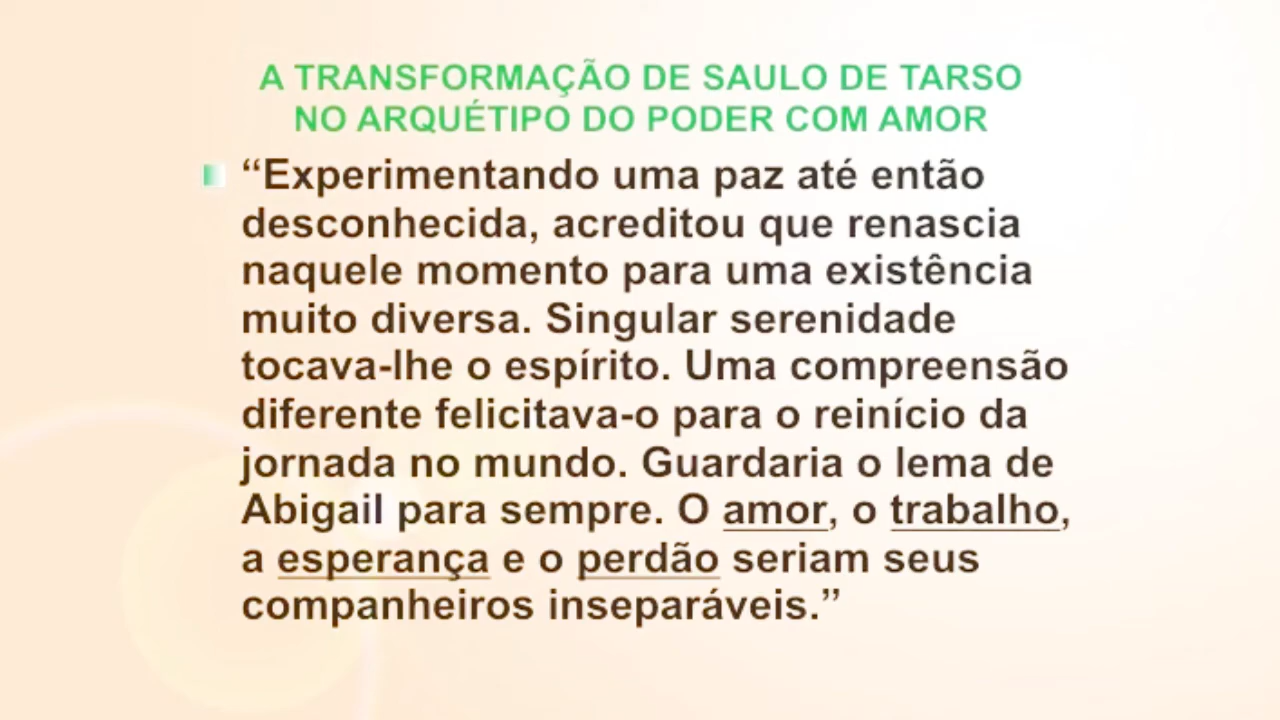 A TRANSFORMAÇÃO DE SAULO DE TARSO
NO ARQUÉTIPO DO PODER COM AMOR
“Experimentando uma paz até então
desconhecida, acreditou que renascia
naquele momento para uma existência
muito diversa. Singular serenidade
tocava-lhe o espírito. Uma compreensão
diferente felicitava-o para o reinício da
jornada no mundo. Guardaria o lema de
Abigail para sempre. O amor, o trabalho,
a esperança e o perdão seriam seus
companheiros inseparáveis.”